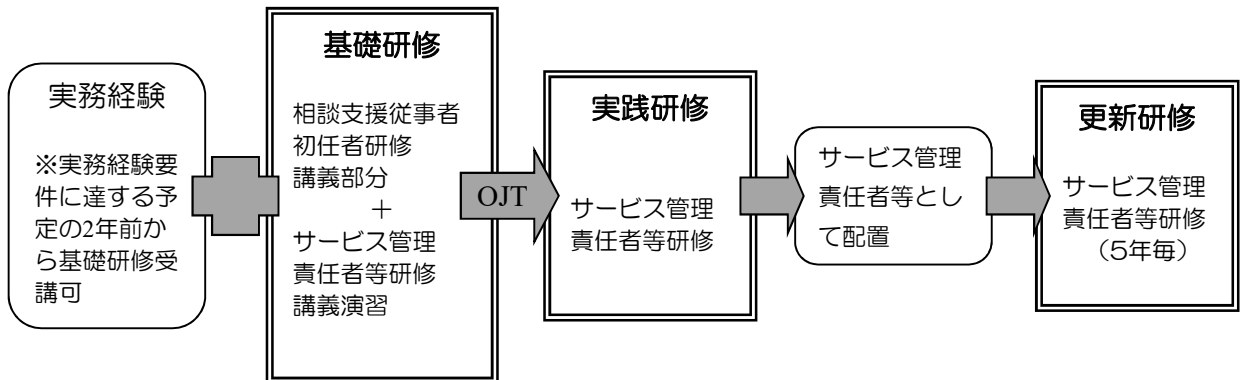 実務経験
※実務経験要
件に達する予
定の2年前か
ら基礎研修受
講可
基礎研修
相談支援従事者
初任者研修
講義部分
＋
サービス管理
責任者等研修
講義演習
OJT
実践研修
サービス管理
責任者等研修
サービス管理
責任者等とし
て配置
更新研修
サービス管理
責任者等研修
（5年毎）